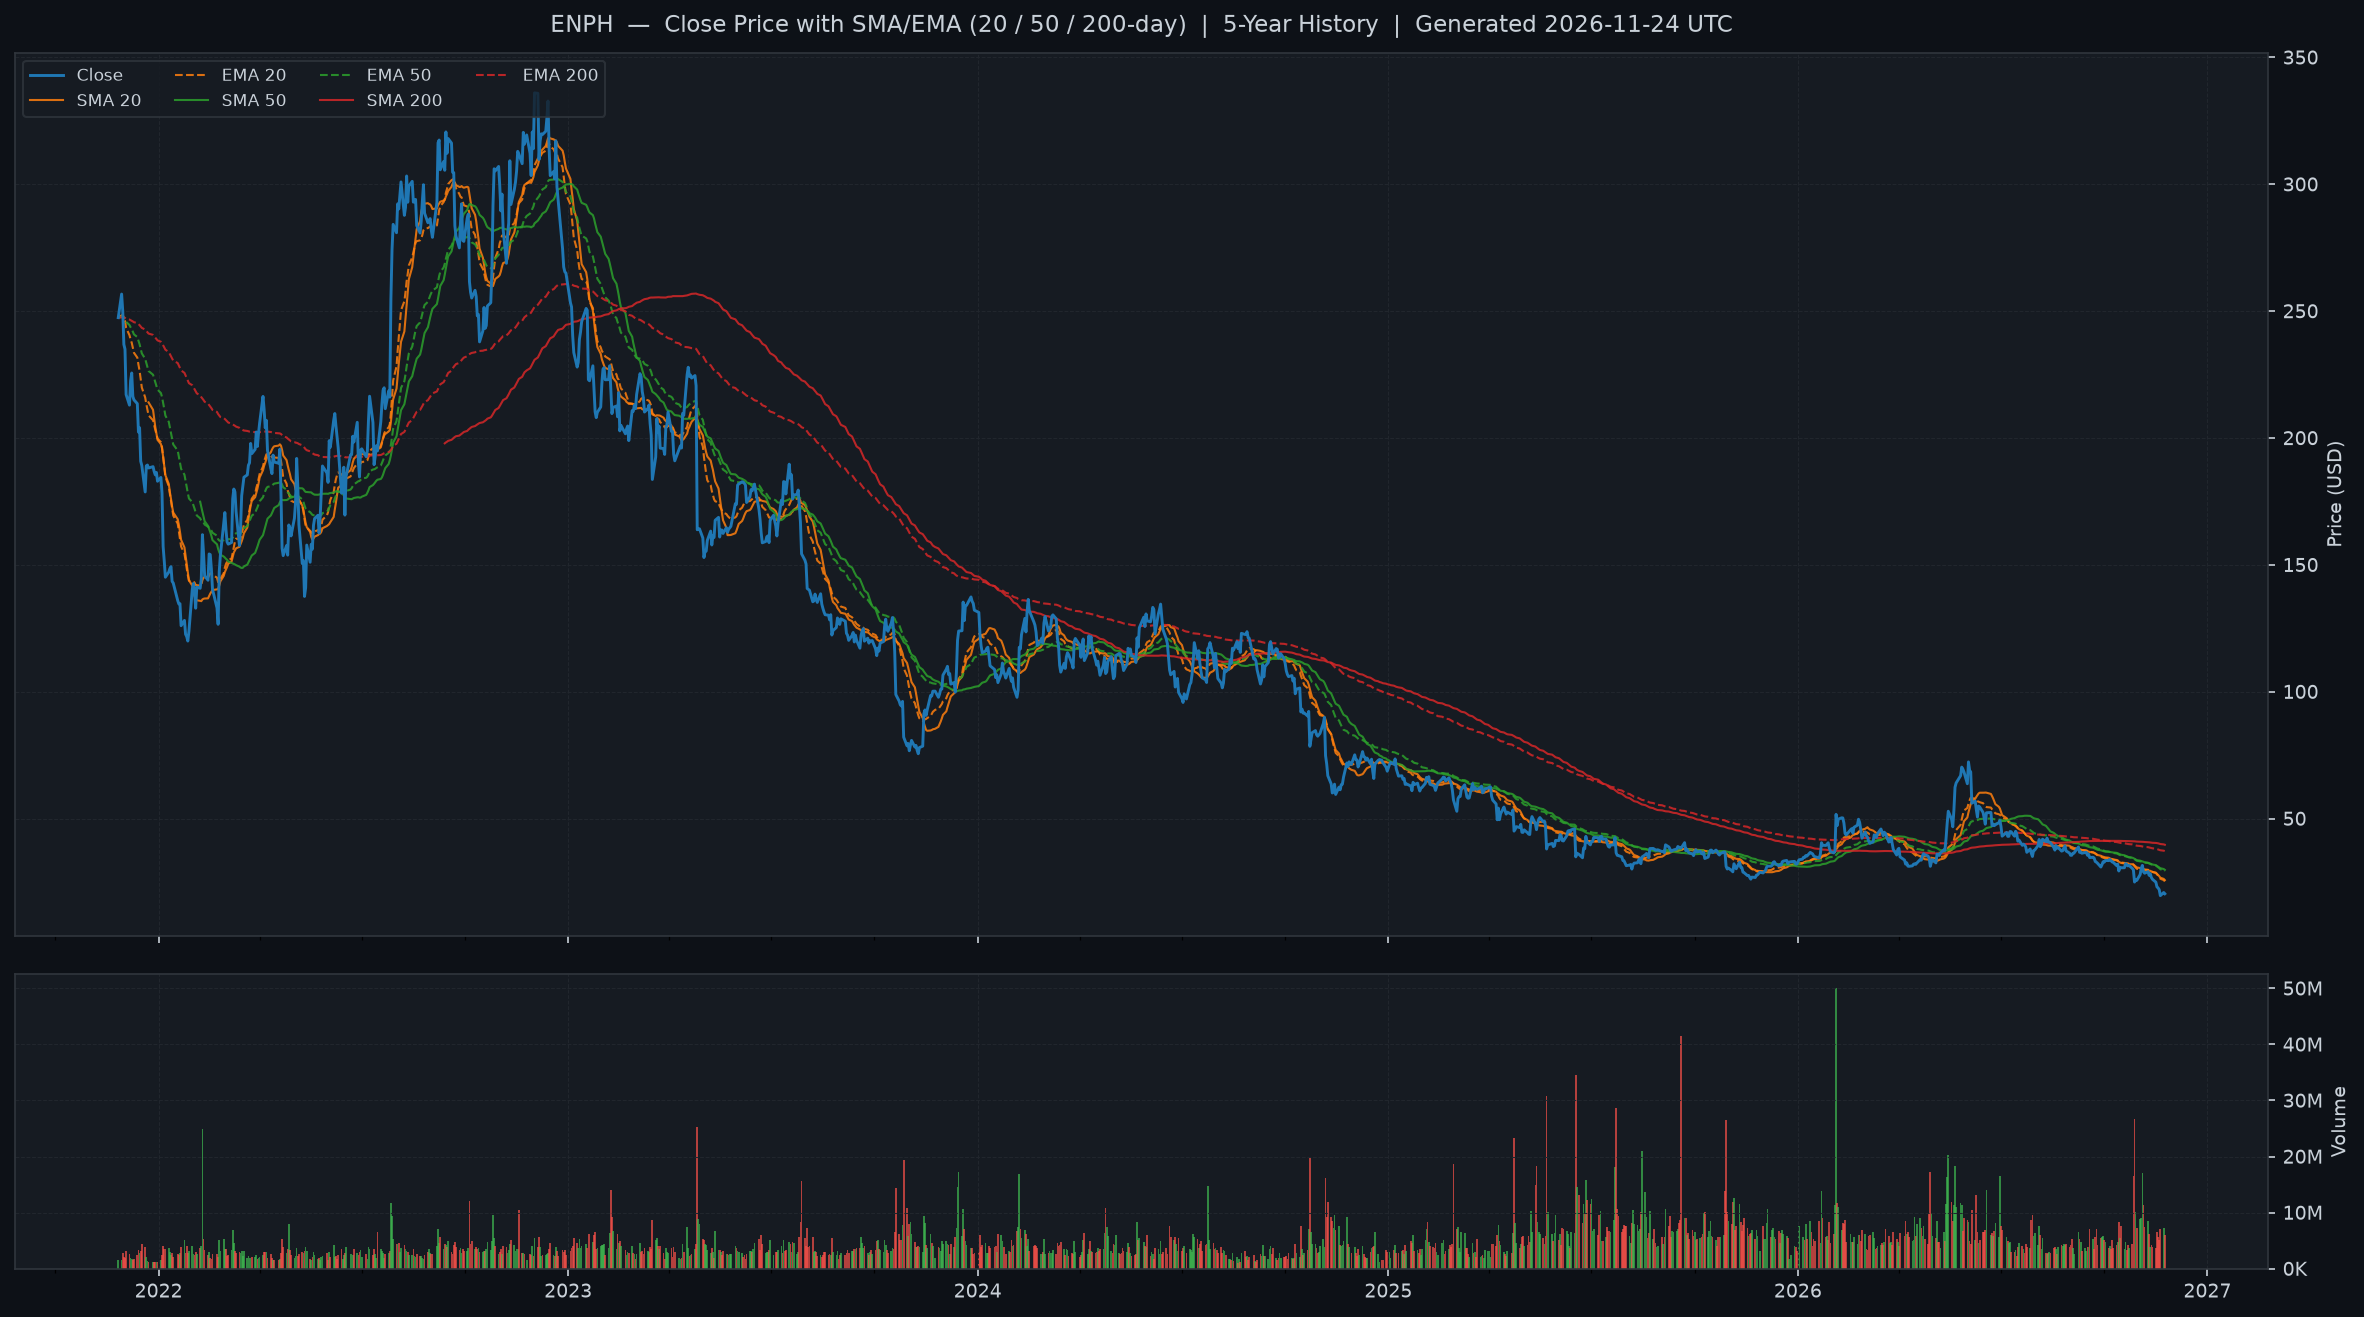 ENPH — Close Price with SMA/EMA (20 / 50 / 200-day) | 5-Year History | Generated 2026-11-24 UTC
Close EMA 20 EMA 50 EMA 200
SMA 20 SMA 50 SMA 200
350
300
250
200
150
100
50
Price (USD)
50M
40M
30M
20M
10M
0K
Volume
2022 2023 2024 2025 2026 2027